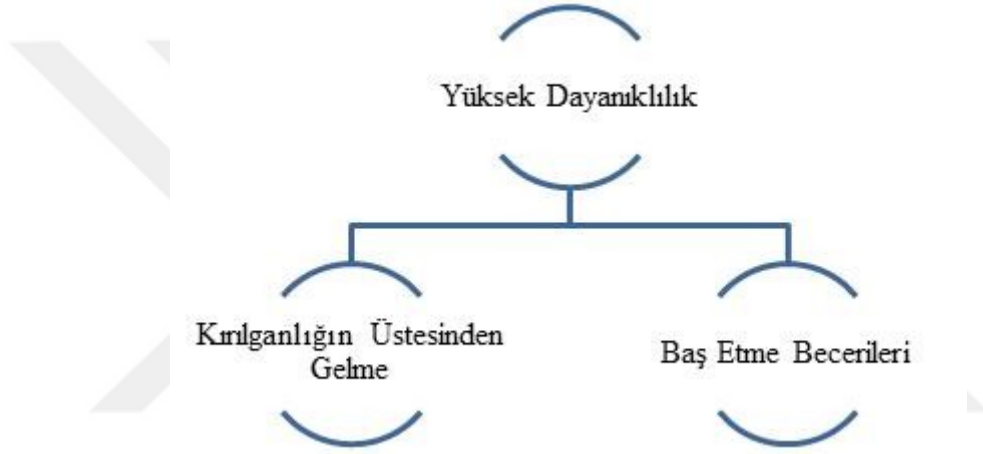 Yüksek Dayanıklılık
Kırılganlığın Üstesinden
Gelme
Baş Etme Becerileri